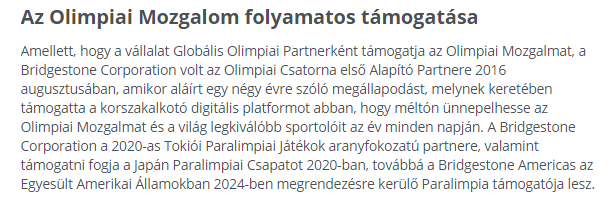 Az Olimpiai Mozgalom folyamatos támogatása
Amellett, hogy a vállalat Globális Olimpiai Partnerként támogatja az Olimpiai Mozgalmat, a
Bridgestone Corporation volt az Olimpiai Csatorna első Alapító Partnere 2016
augusztusában, amikor aláírt egy négy évre szóló megállapodást, melynek keretében
támogatta a korszakalkotó digitális platformot abban, hogy méltón ünnepelhesse az
Olimpiai Mozgalmat és a világ legkiválóbb sportolóit az év minden napján. A Bridgestone
Corporation a 2020-as Tokiói Paralimpiai Játékok aranyfokozatú partnere, valamint
támogatni fogja a Japán Paralimpiai Csapatot 2020-ban, továbbá a Bridgestone Americas az
Egyesült Amerikai Államokban 2024-ben megrendezésre kerülő Paralimpia támogatója lesz.